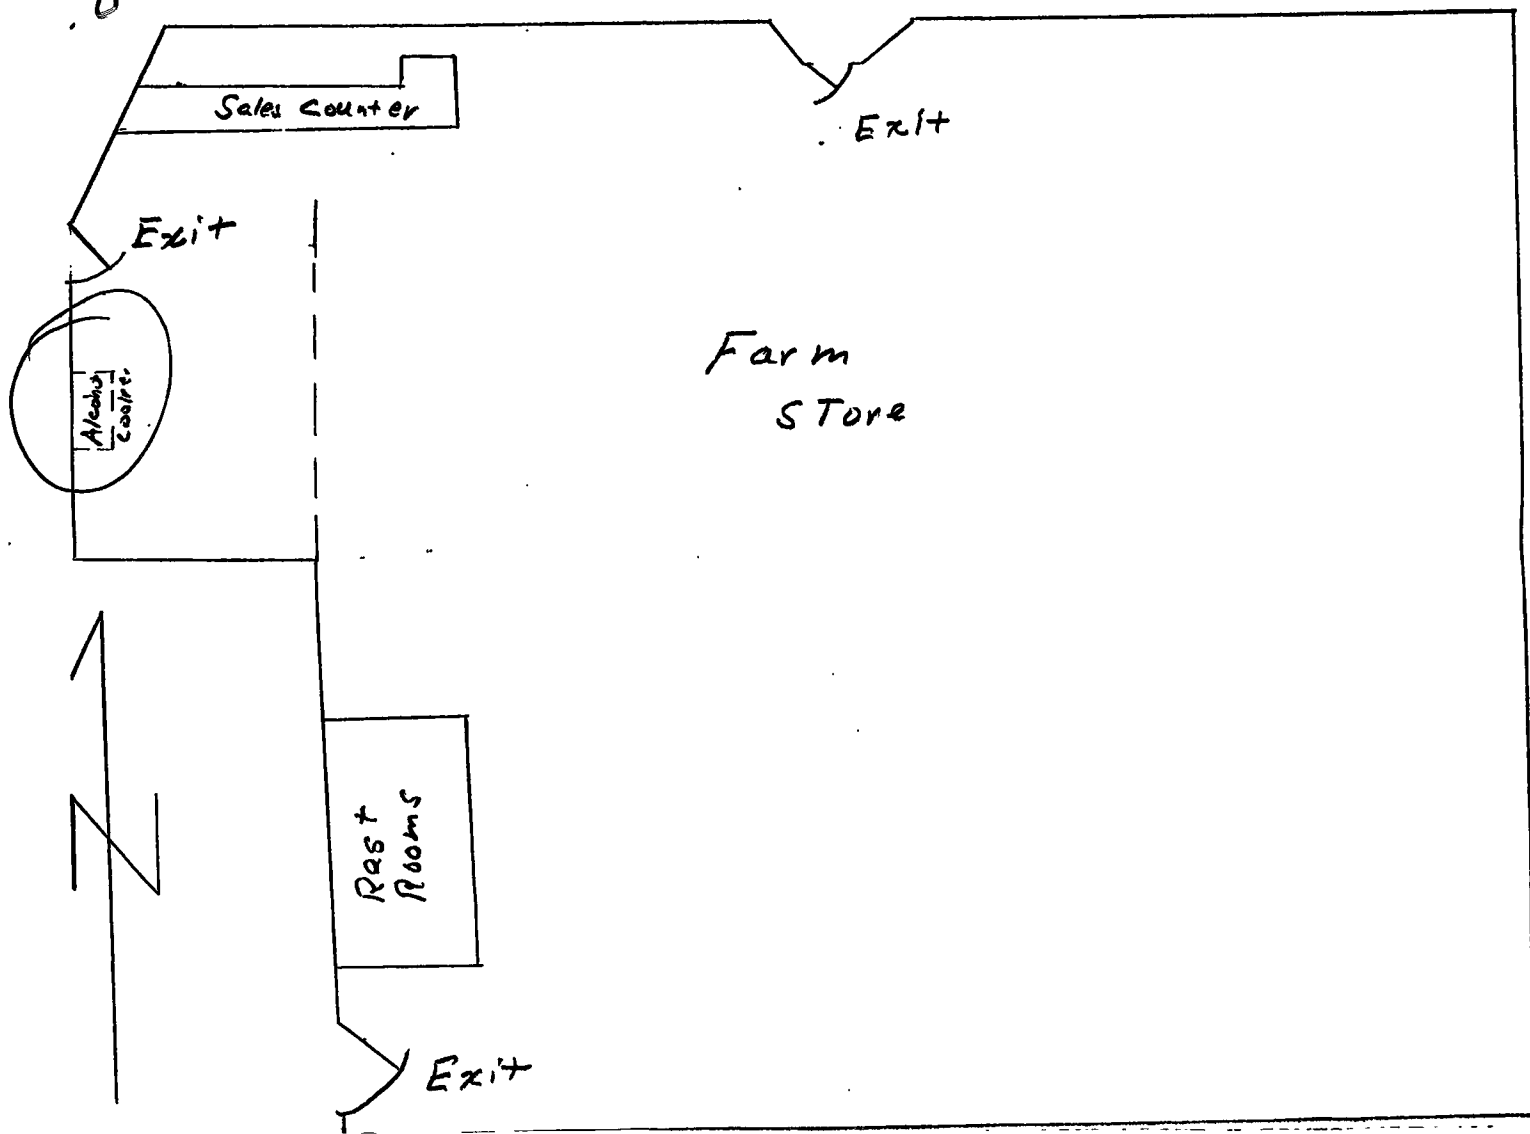 Sales Counter
Exit
Exit
Alcohol
Cooler
Farm
STore
N
Rest
Rooms
Exit